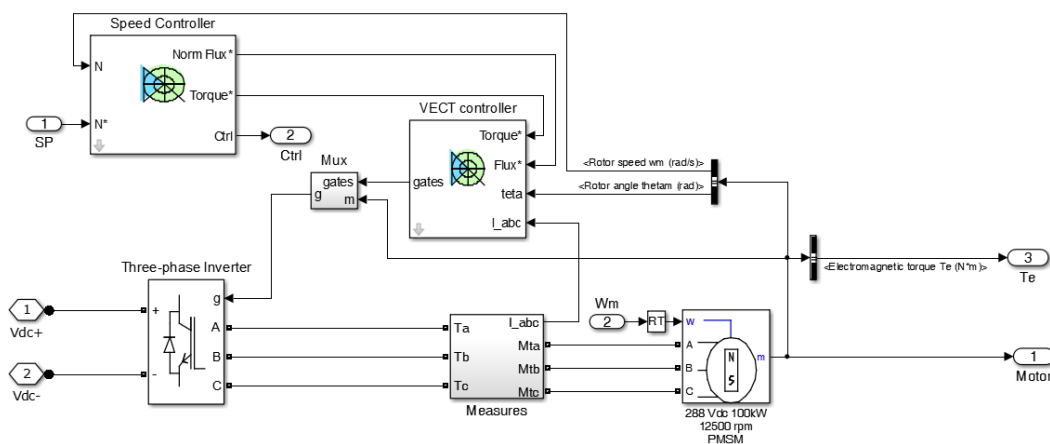 Speed Controller
N
N*
Norm Flux*
Torque*
Ctrl
1
SP
2
Ctrl
VECT controller
Torque*
Flux*
teta
I_abc
gates
Mux
gates
g
m
<Rotor speed wm (rad/s)>
<Rotor angle thetam (rad)>
<Electromagnetic torque Te (N*m)>
3
Te
Three-phase Inverter
g
+
-
A
B
C
1
Vdc+
2
Vdc-
Ta
Tb
Tc
I_abc
Mta
Mtb
Mtc
Measures
Wm
2
RT
w
A
B
C
N
S
m
288 Vdc 100kW
12500 rpm
PMSM
1
Motor